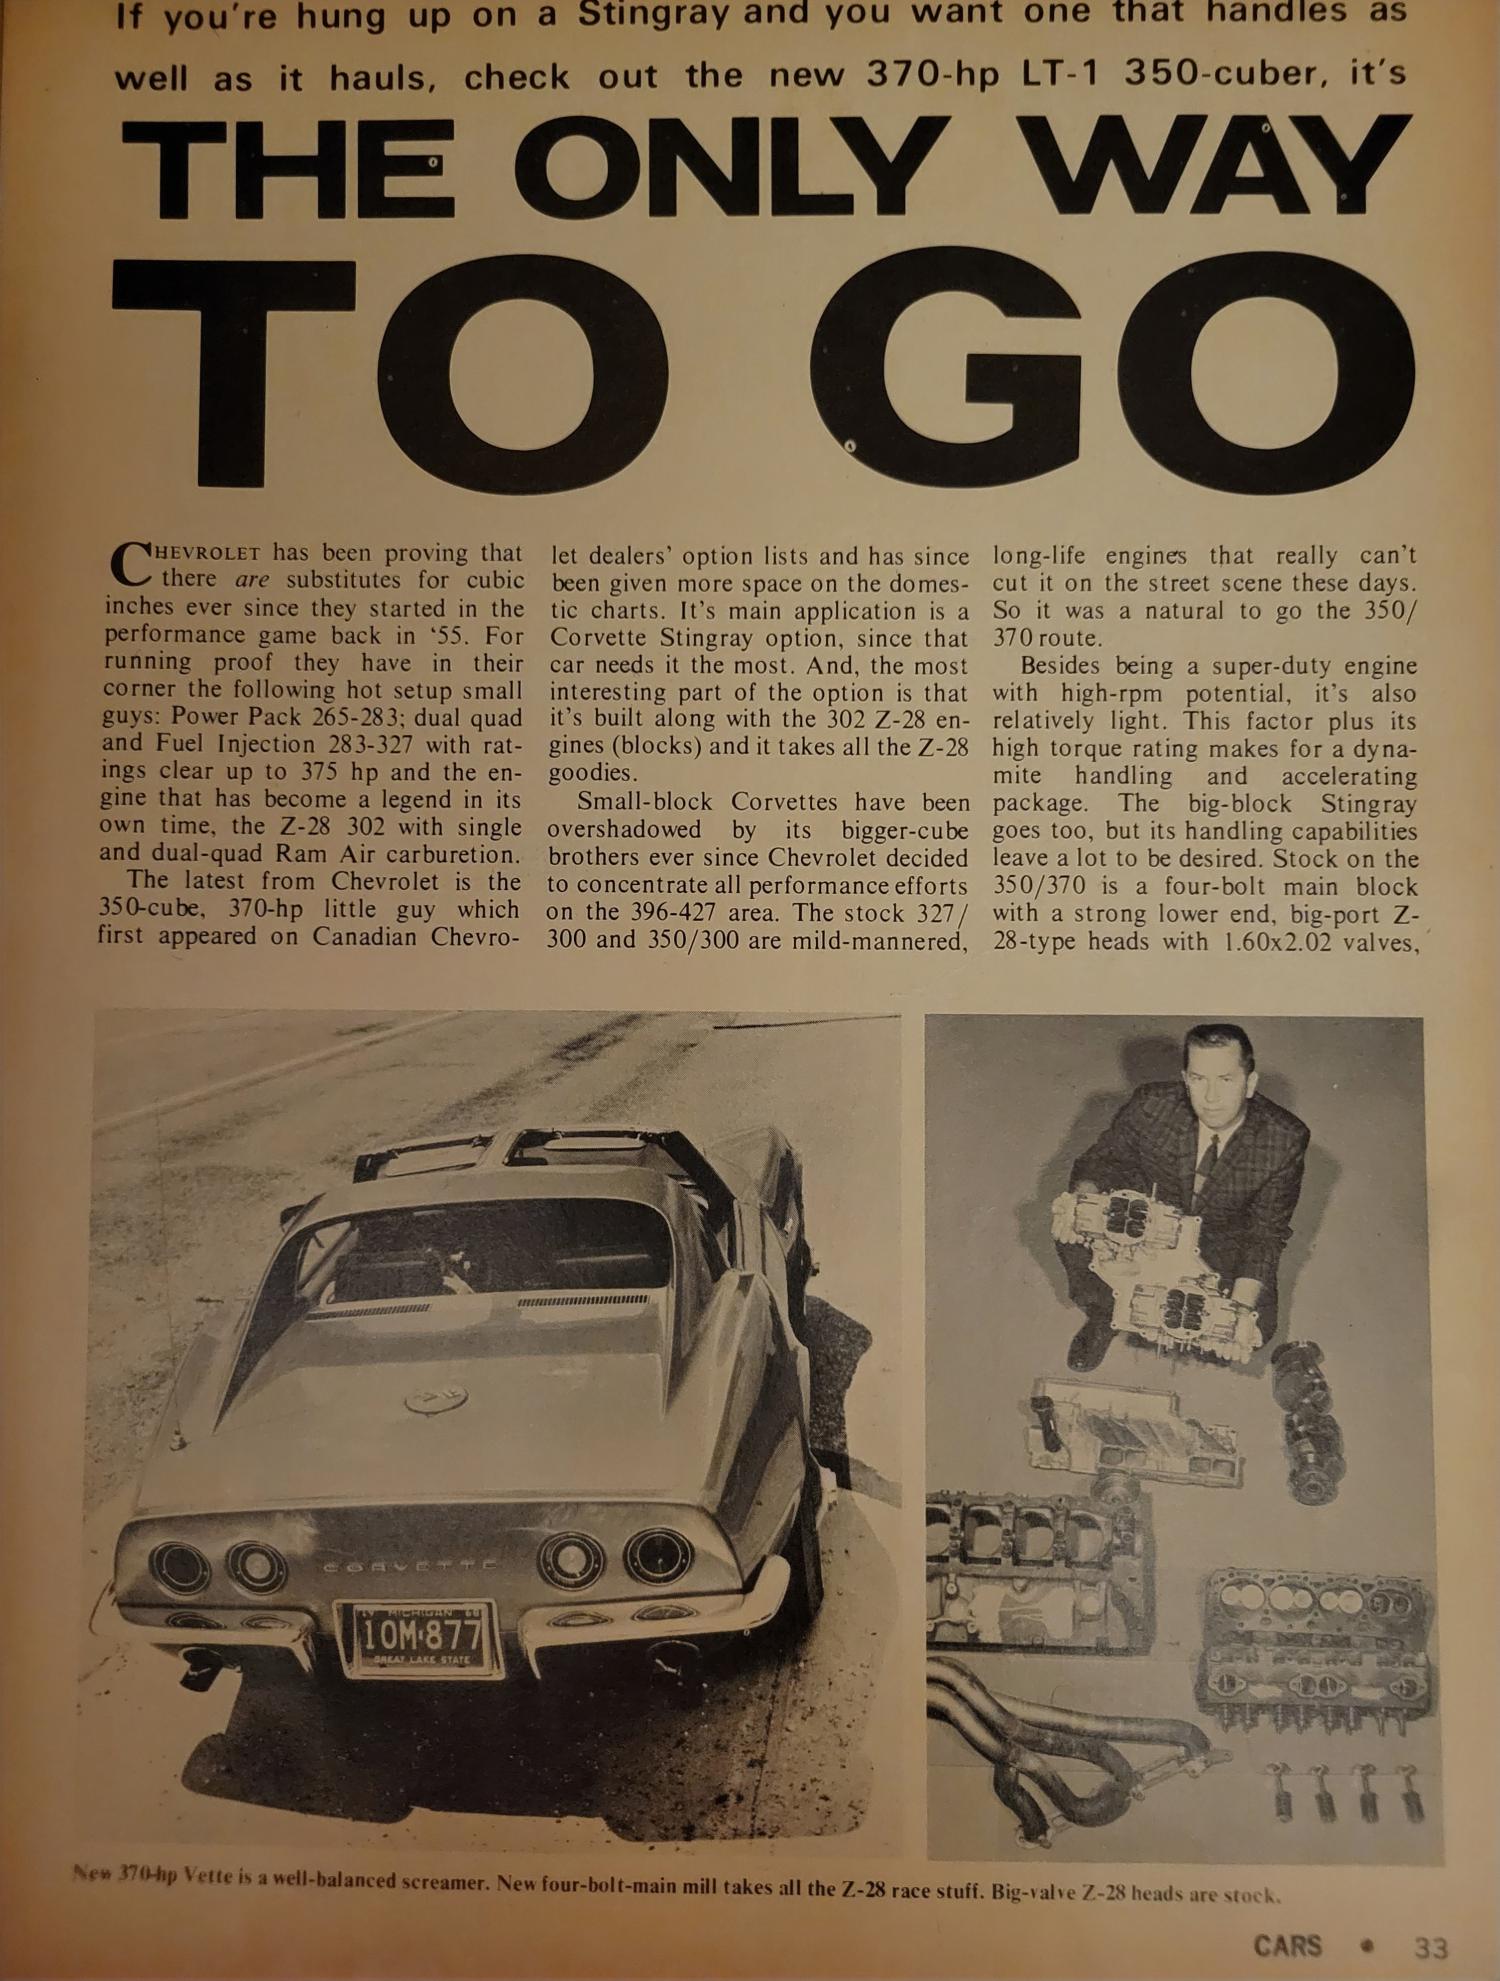 If you're hung up on a Stingray and you want one that handles as
well as it hauls, check out the new 370-hp LT-1 350-cuber, it's
THE ONLY WAY
TO GO
CHEVROLET has been proving that
there are substitutes for cubic
inches ever since they started in the
performance game back in ‘55. For
running proof they have in their
corner the following hot setup small
guys: Power Pack 265-283; dual quad
and Fuel Injection 283-327 with rat-
ings clear up to 375 hp and the en-
gine that has become a legend in its
own time, the Z-28 302 with single
and dual-quad Ram Air carburetion.
The latest from Chevrolet is the
350-cube, 370-hp little guy which
first appeared on Canadian Chevro-
let dealers’ option lists and has since
been given more space on the domes-
tic charts. It's main application is a
Corvette Stingray option, since that
car needs it the most. And, the most
interesting part of the option is that
it's built along with the 302 Z-28 en-
gines (blocks) and it takes all the Z-28
goodies.
Small-block Corvettes have been
overshadowed by its bigger-cube
brothers ever since Chevrolet decided
to concentrate all performance efforts
on the 396-427 area. The stock 327/
300 and 350/300 are mild-mannered,
long-life engines that really can't
cut it on the street scene these days.
So it was a natural to go the 350/
370 route.
Besides being a super-duty engine
with high-rpm potential, it's also
relatively light. This factor plus its
high torque rating makes for a dyna-
mite handling and accelerating
package. The big-block Stingray
goes too, but its handling capabilities
leave a lot to be desired. Stock on the
350/370 is a four-bolt main block
with a strong lower end, big-port Z-
28-type heads with 1.60x2.02 valves,
CORVETTE
MICHIGAN 68
10M·877
GREAT LAKE STATE
New 370-hp Vette is a well-balanced screamer. New four-bolt-main mill takes all the Z-28 race stuff. Big-valve Z-28 heads are stock.
CARS • 33